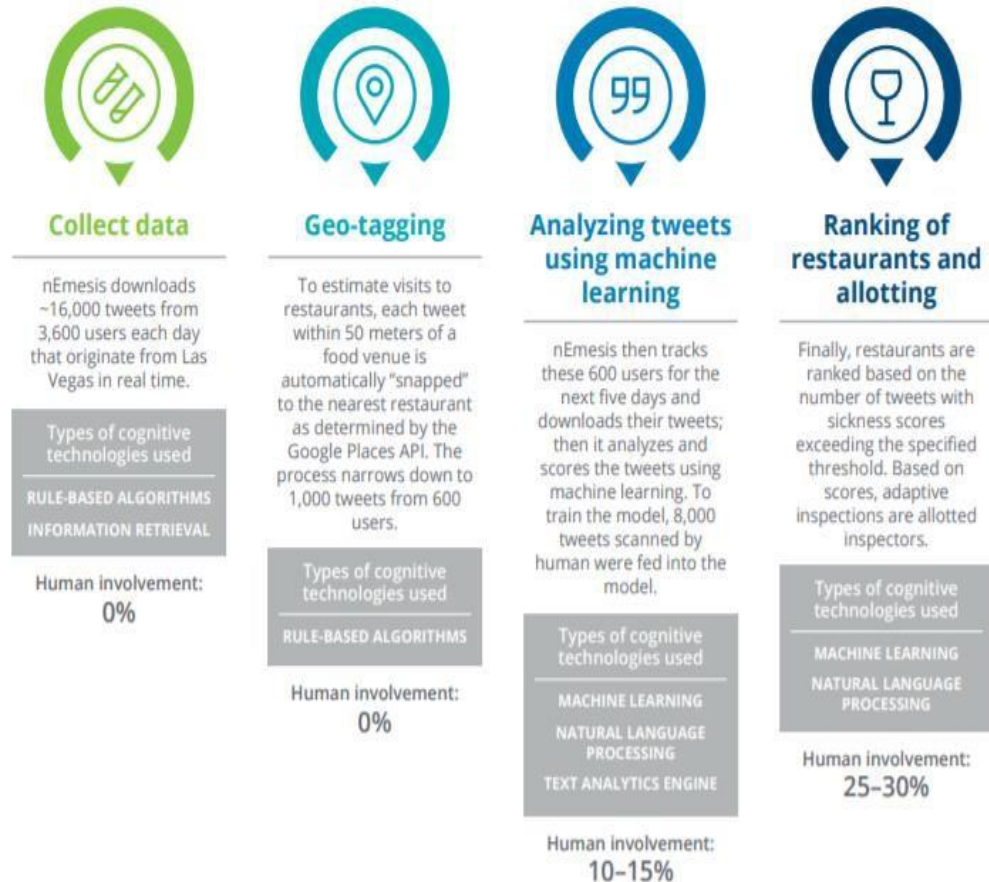 Collect data
nEmesis downloads
~16,000 tweets from
3,600 users each day
that originate from Las
Vegas in real time.
Types of cognitive
technologies used
RULE-BASED ALGORITHMS
INFORMATION RETRIEVAL
Human involvement:
0%
Geo-tagging
To estimate visits to
restaurants, each tweet
within 50 meters of a
food venue is
automatically “snapped”
to the nearest restaurant
as determined by the
Google Places API. The
process narrows down to
1,000 tweets from 600
users.
Types of cognitive
technologies used
RULE-BASED ALGORITHMS
Human involvement:
0%
Analyzing tweets
using machine
learning
nEmesis then tracks
these 600 users for the
next five days and
downloads their tweets;
then it analyzes and
scores the tweets using
machine learning. To
train the model, 8,000
tweets scanned by
human were fed into the
model.
Types of cognitive
technologies used
MACHINE LEARNING
NATURAL LANGUAGE
PROCESSING
TEXT ANALYTICS ENGINE
Human involvement:
10–15%
Ranking of
restaurants and
allotting
Finally, restaurants are
ranked based on the
number of tweets with
sickness scores
exceeding the specified
threshold. Based on
scores, adaptive
inspections are allotted
inspectors.
Types of cognitive
technologies used
MACHINE LEARNING
NATURAL LANGUAGE
PROCESSING
Human involvement:
25–30%